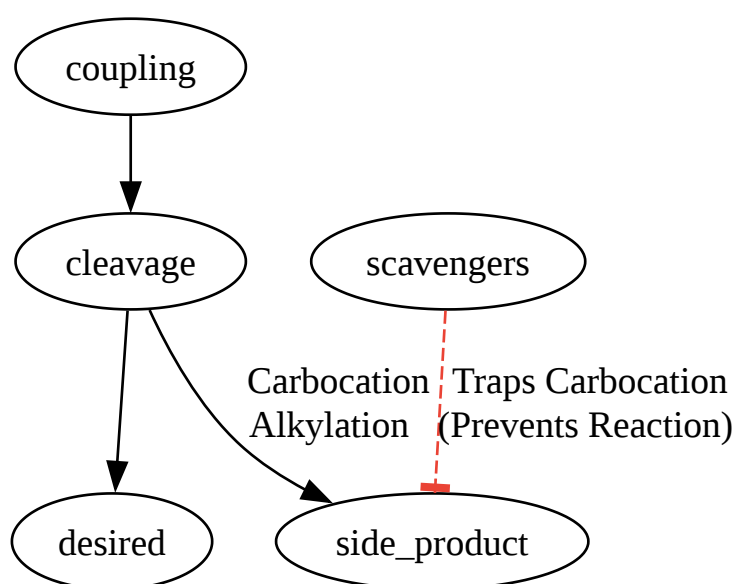 coupling
cleavage
scavengers
Carbocation
Alkylation
Traps Carbocation
(Prevents Reaction)
desired
side_product